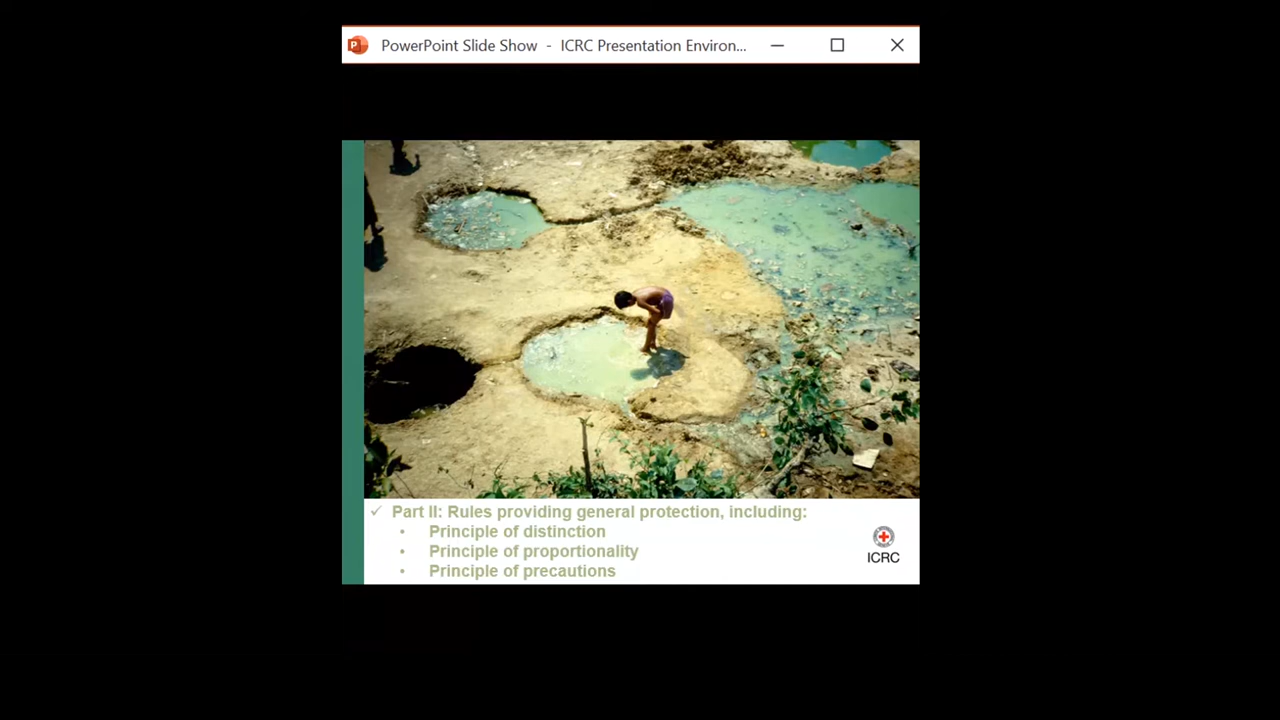 PowerPoint Slide Show - ICRC Presentation Environ...
✓ Part II: Rules providing general protection, including:
• Principle of distinction
• Principle of proportionality
• Principle of precautions
ICRC